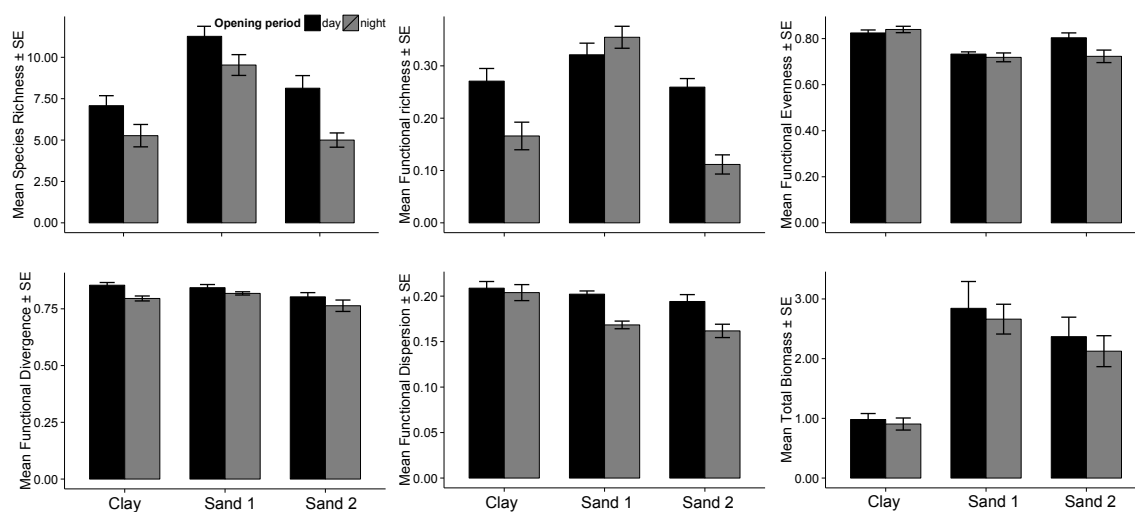 Opening period day night
Mean Species Richness ± SE
10.00
7.50
5.00
2.50
0.00
Mean Functional richness ± SE
0.30
0.20
0.10
0.00
Mean Functional Evenness ± SE
0.80
0.60
0.40
0.20
0.00
Mean Functional Divergence ± SE
0.75
0.50
0.25
0.00
Clay Sand 1 Sand 2
Mean Functional Dispersion ± SE
0.20
0.15
0.10
0.05
0.00
Clay Sand 1 Sand 2
Mean Total Biomass ± SE
3.00
2.00
1.00
0.00
Clay Sand 1 Sand 2